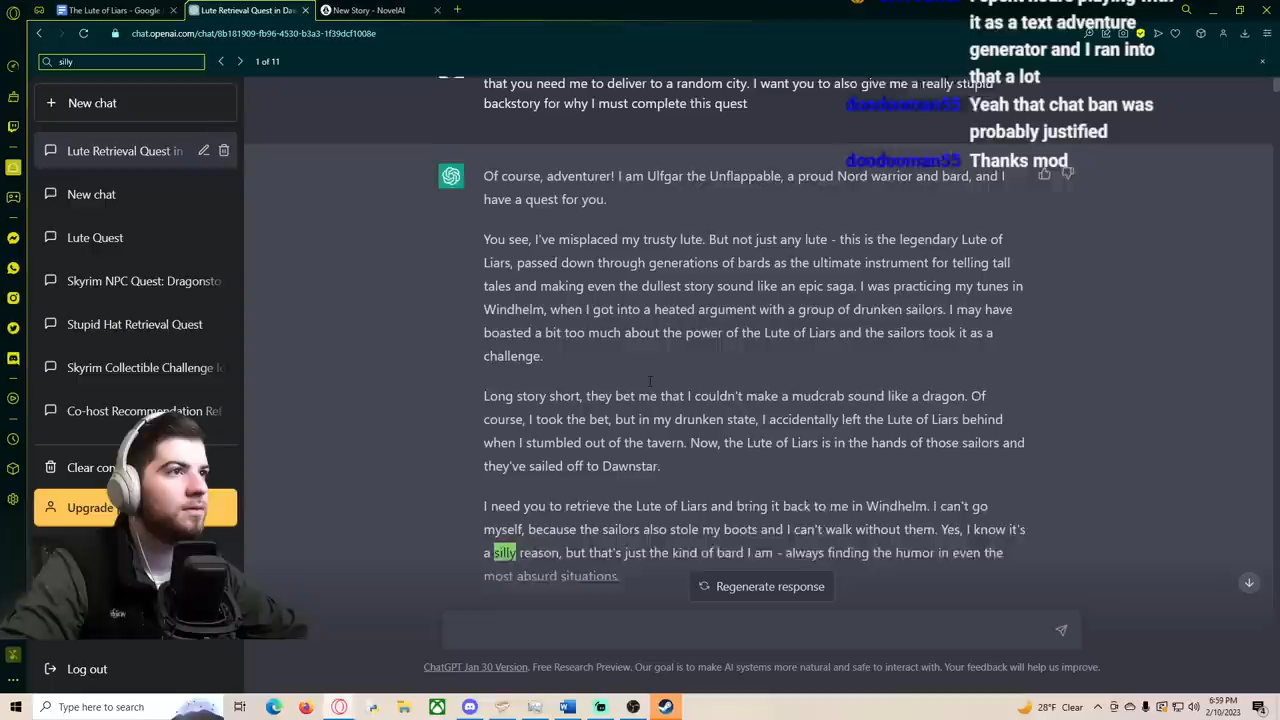 The Lute of Liars - Google
Lute Retrieval Quest in Daw
New Story - NovelAI
chat.openai.com/chat/8b181909-fb96-4530-b3a3-1f39dcf1008e
silly
1 of 11
New chat
Lute Retrieval Quest in
New chat
Lute Quest
Skyrim NPC Quest: Dragonsto
Stupid Hat Retrieval Quest
Skyrim Collectible Challenge
Co-host Recommendation Ref
Clear con
Upgrade
Log out
it as a text adventure
generator and I ran into
that a lot
doodooman35 Yeah that chat ban was
probably justified
doodooman35 Thanks mod
that you need me to deliver to a random city. I want you to also give me a really stupid
backstory for why I must complete this quest
Of course, adventurer! I am Ulfgar the Unflappable, a proud Nord warrior and bard, and I
have a quest for you.
You see, I've misplaced my trusty lute. But not just any lute - this is the legendary Lute of
Liars, passed down through generations of bards as the ultimate instrument for telling tall
tales and making even the dullest story sound like an epic saga. I was practicing my tunes in
Windhelm, when I got into a heated argument with a group of drunken sailors. I may have
boasted a bit too much about the power of the Lute of Liars and the sailors took it as a
challenge.
Long story short, they bet me that I couldn't make a mudcrab sound like a dragon. Of
course, I took the bet, but in my drunken state, I accidentally left the Lute of Liars behind
when I stumbled out of the tavern. Now, the Lute of Liars is in the hands of those sailors and
they've sailed off to Dawnstar.
I need you to retrieve the Lute of Liars and bring it back to me in Windhelm. I can't go
myself, because the sailors also stole my boots and I can't walk without them. Yes, I know it's
a silly reason, but that's just the kind of bard I am - always finding the humor in even the
most absurd situations.
Regenerate response
ChatGPT Jan 30 Version. Free Research Preview. Our goal is to make AI systems more natural and safe to interact with. Your feedback will help us improve.
Type here to search
28°F Clear
6:59 PM
2/10/2023